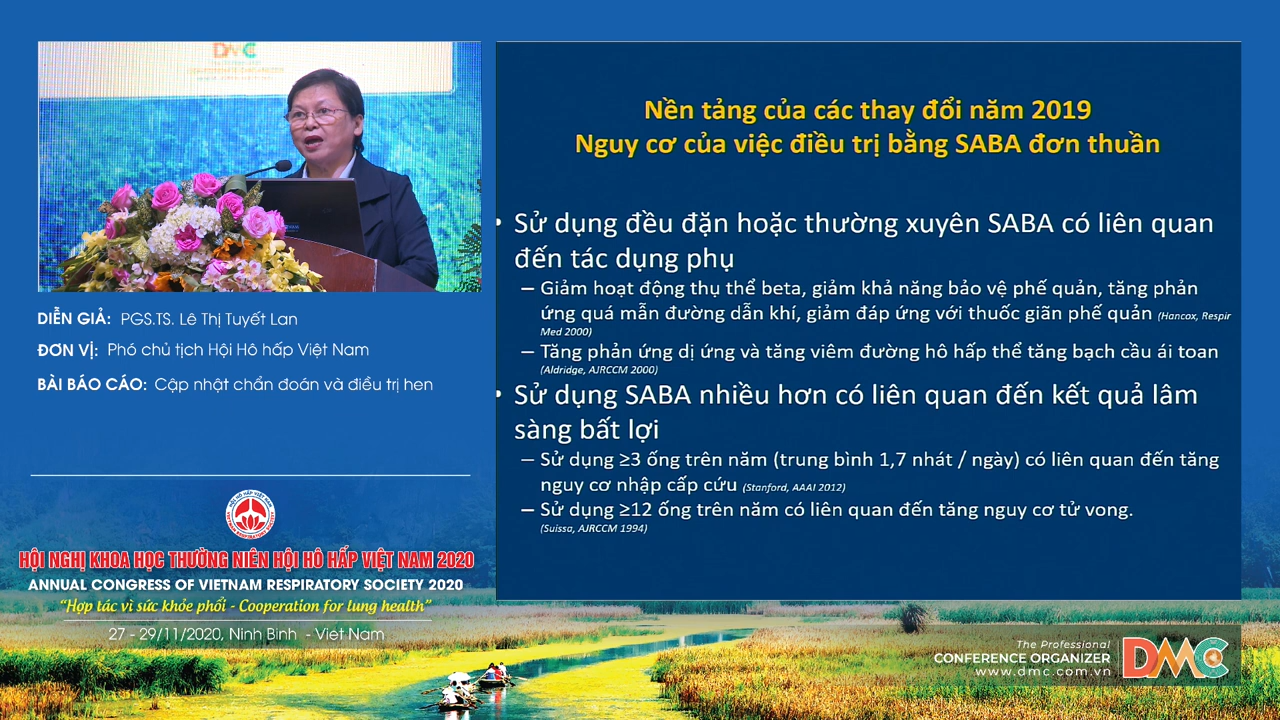 DMC
DIỄN GIẢ: PGS.TS. Lê Thị Tuyết Lan
ĐƠN VỊ: Phó chủ tịch Hội Hô hấp Việt Nam
BÀI BÁO CÁO: Cập nhật chẩn đoán và điều trị hen
HỘI NGHỊ KHOA HỌC THƯỜNG NIÊN HỘI HÔ HẤP VIỆT NAM 2020
ANNUAL CONGRESS OF VIETNAM RESPIRATORY SOCIETY 2020
“Hợp tác vì sức khỏe phổi - Cooperation for lung health”
27 - 29/11/2020, Ninh Bình - Việt Nam
Nền tảng của các thay đổi năm 2019
Nguy cơ của việc điều trị bằng SABA đơn thuần
• Sử dụng đều đặn hoặc thường xuyên SABA có liên quan
đến tác dụng phụ
– Giảm hoạt động thụ thể beta, giảm khả năng bảo vệ phế quản, tăng phản
ứng quá mẫn đường dẫn khí, giảm đáp ứng với thuốc giãn phế quản (Hancox, Respir
Med 2000)
– Tăng phản ứng dị ứng và tăng viêm đường hô hấp thể tăng bạch cầu ái toan
(Aldridge, AJRCCM 2000)
• Sử dụng SABA nhiều hơn có liên quan đến kết quả lâm
sàng bất lợi
– Sử dụng ≥3 ống trên năm (trung bình 1,7 nhát / ngày) có liên quan đến tăng
nguy cơ nhập cấp cứu (Stanford, AAAI 2012)
– Sử dụng ≥12 ống trên năm có liên quan đến tăng nguy cơ tử vong.
(Suissa, AJRCCM 1994)
The Professional
CONFERENCE ORGANIZER
www.dmc.com.vn
DMC